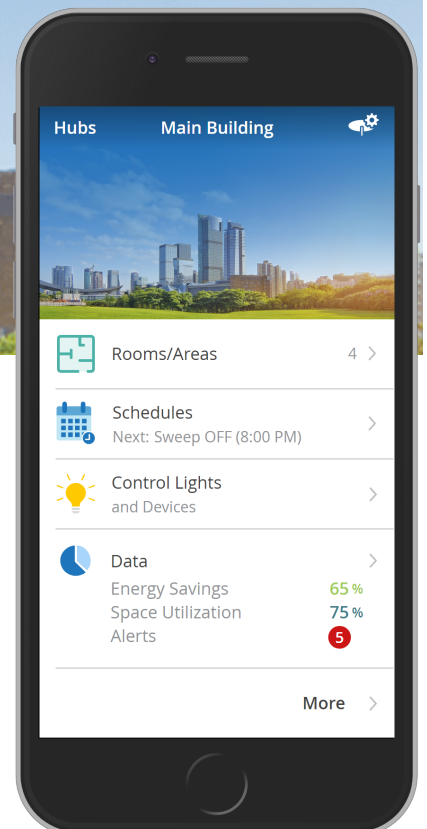 Hubs Main Building
Rooms/Areas 4
Schedules
Next: Sweep OFF (8:00 PM)
Control Lights
and Devices
Data
Energy Savings 65 %
Space Utilization 75 %
Alerts 5
More